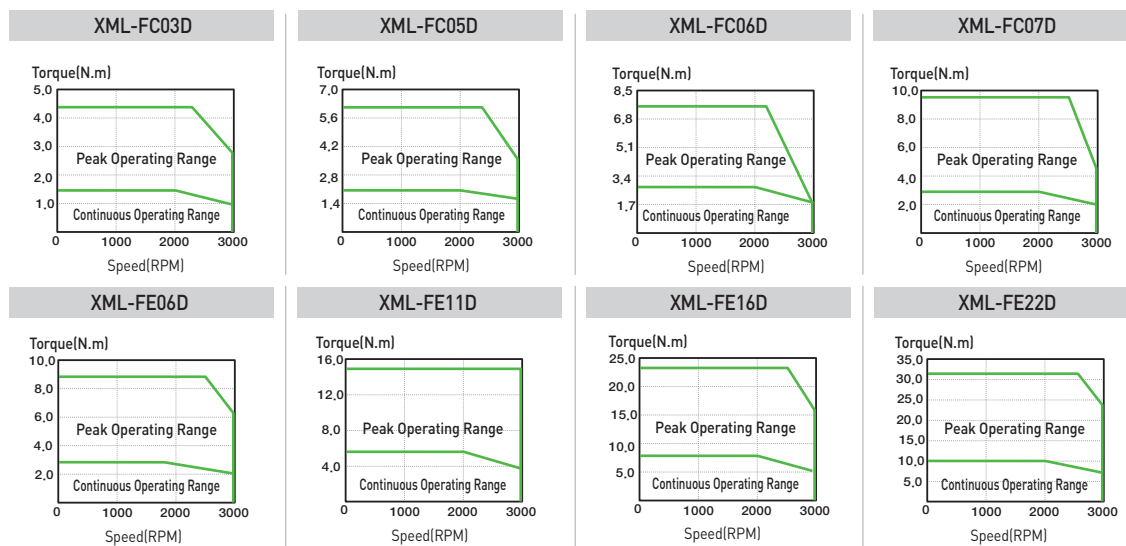 XML-FC03D
Torque(N.m)
5,0
4,0
3,0
2,0
1,0
Peak Operating Range
Continuous Operating Range
0 1000 2000 3000
Speed(RPM)
XML-FC05D
Torque(N.m)
7,0
5,6
4,2
2,8
1,4
Peak Operating Range
Continuous Operating Range
0 1000 2000 3000
Speed(RPM)
XML-FC06D
Torque(N.m)
8,5
6,8
5,1
3,4
1,7
Peak Operating Range
Continuous Operating Range
0 1000 2000 3000
Speed(RPM)
XML-FC07D
Torque(N.m)
10,0
8,0
6,0
4,0
2,0
Peak Operating Range
Continuous Operating Range
0 1000 2000 3000
Speed(RPM)
XML-FE06D
Torque(N.m)
10,0
8,0
6,0
4,0
2,0
Peak Operating Range
Continuous Operating Range
0 1000 2000 3000
Speed(RPM)
XML-FE11D
Torque(N.m)
16,0
12,0
8,0
4,0
Peak Operating Range
Continuous Operating Range
0 1000 2000 3000
Speed(RPM)
XML-FE16D
Torque(N.m)
25,0
20,0
15,0
10,0
5,0
Peak Operating Range
Continuous Operating Range
0 1000 2000 3000
Speed(RPM)
XML-FE22D
Torque(N.m)
35,0
30,0
25,0
20,0
15,0
10,0
5,0
Peak Operating Range
Continuous Operating Range
0 1000 2000 3000
Speed(RPM)